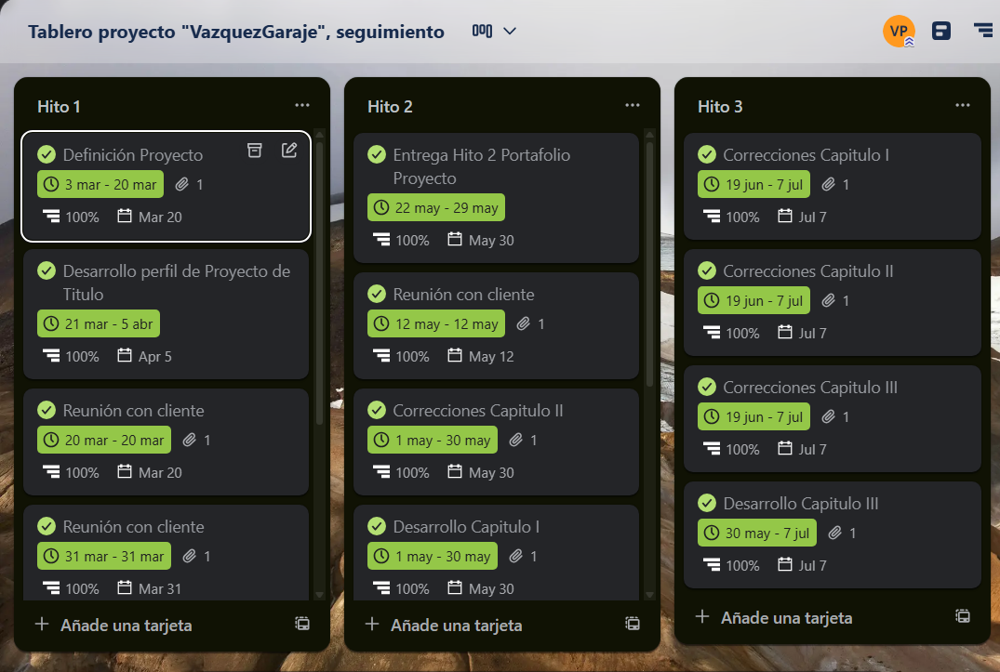 Tablero proyecto "VazquezGaraje", seguimiento
VP
Hito 1
Definición Proyecto
3 mar - 20 mar
1
100%
Mar 20
Desarrollo perfil de Proyecto de
Titulo
21 mar - 5 abr
100%
Apr 5
Reunión con cliente
20 mar - 20 mar
1
100%
Mar 20
Reunión con cliente
31 mar - 31 mar
1
100%
Mar 31
Añade una tarjeta
Hito 2
Entrega Hito 2 Portafolio
Proyecto
22 may - 29 may
100%
May 30
Reunión con cliente
12 may - 12 may
1
100%
May 12
Correcciones Capitulo II
1 may - 30 may
1
100%
May 30
Desarrollo Capitulo I
1 may - 30 may
1
100%
May 30
Añade una tarjeta
Hito 3
Correcciones Capitulo I
19 jun - 7 jul
1
100%
Jul 7
Correcciones Capitulo II
19 jun - 7 jul
1
100%
Jul 7
Correcciones Capitulo III
19 jun - 7 jul
1
100%
Jul 7
Desarrollo Capitulo III
30 may - 7 jul
1
100%
Jul 7
Añade una tarjeta